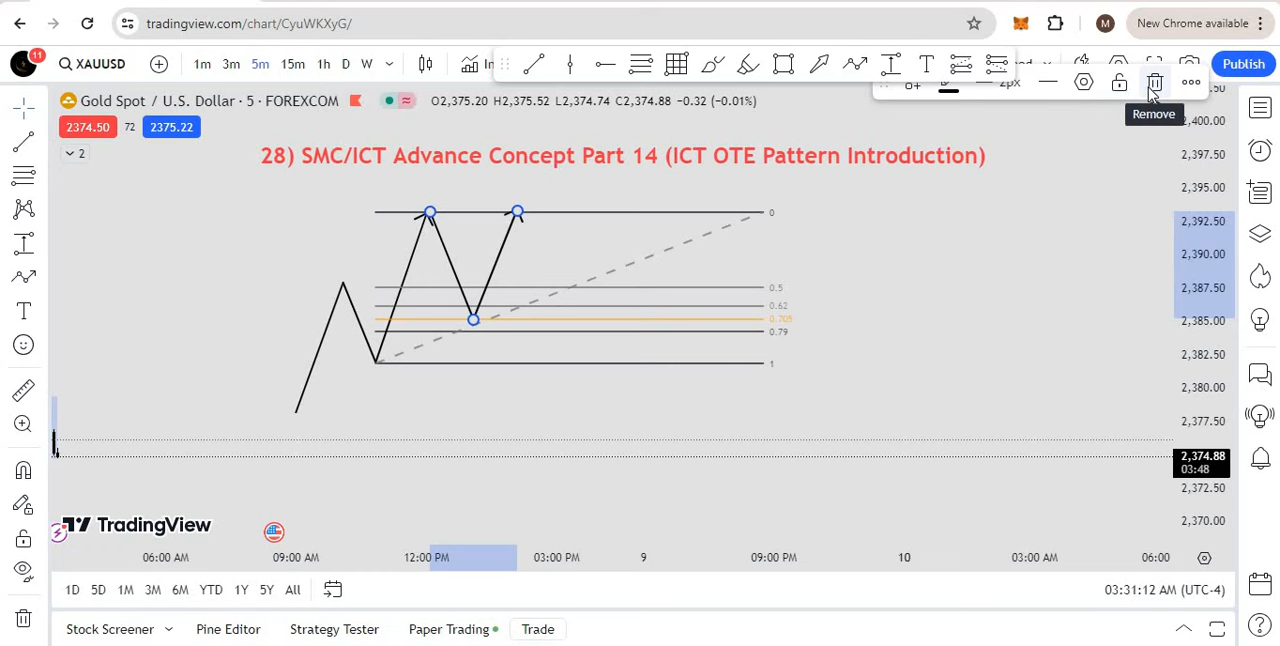 tradingview.com/chart/CyuWKXyG/
M
New Chrome available
11
XAUUSD
1m 3m 5m 15m 1h D W
In
T
Publish
Gold Spot / U.S. Dollar · 5 · FOREXCOM
O2,375.20 H2,375.52 L2,374.74 C2,374.88 −0.32 (−0.01%)
2px
Remove
2374.50 72 2375.22
2
28) SMC/ICT Advance Concept Part 14 (ICT OTE Pattern Introduction)
0
0.5
0.62
0.705
0.79
1
2,400.00
2,397.50
2,395.00
2,392.50
2,390.00
2,387.50
2,385.00
2,382.50
2,380.00
2,377.50
2,374.88
03:48
2,372.50
2,370.00
TradingView
06:00 AM 09:00 AM 12:00 PM 03:00 PM 9 09:00 PM 10 03:00 AM 06:00
1D 5D 1M 3M 6M YTD 1Y 5Y All
03:31:12 AM (UTC-4)
Stock Screener Pine Editor Strategy Tester Paper Trading Trade